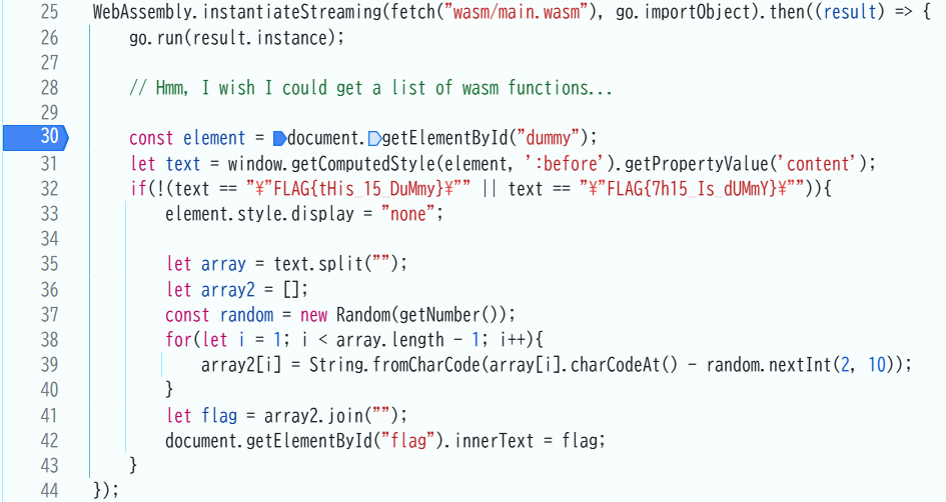 25 WebAssembly.instantiateStreaming(fetch("wasm/main.wasm"), go.importObject).then((result) => {
26     go.run(result.instance);
27
28     // Hmm, I wish I could get a list of wasm functions...
29
30     const element = document.getElementById("dummy");
31     let text = window.getComputedStyle(element, ':before').getPropertyValue('content');
32     if(!(text == "¥"FLAG{tHis_15_DuMmy}¥"" || text == "¥"FLAG{7h15_Is_dUMmY}¥"")){
33         element.style.display = "none";
34
35         let array = text.split("");
36         let array2 = [];
37         const random = new Random(getNumber());
38         for(let i = 1; i < array.length - 1; i++){
39             array2[i] = String.fromCharCode(array[i].charCodeAt() - random.nextInt(2, 10));
40         }
41         let flag = array2.join("");
42         document.getElementById("flag").innerText = flag;
43     }
44 });